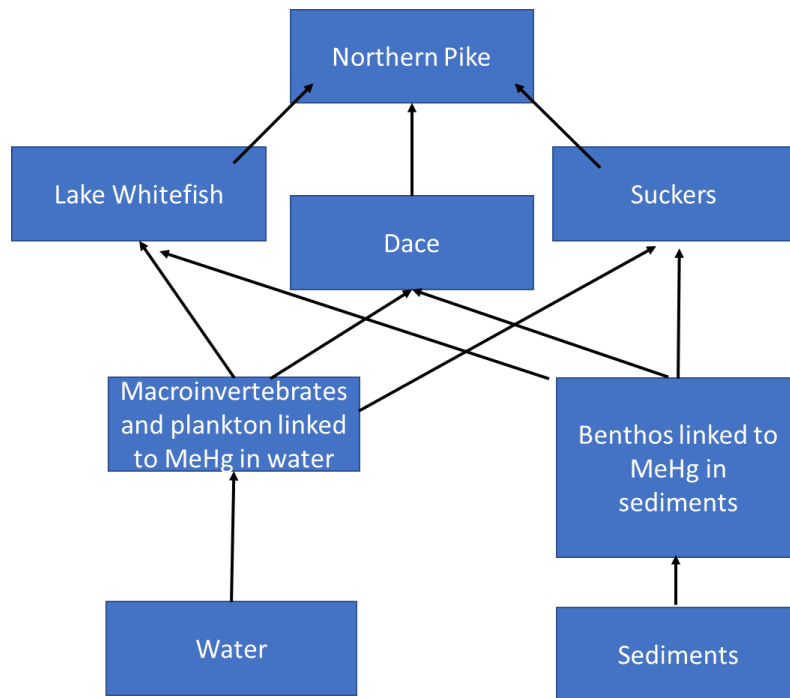 Northern Pike
Lake Whitefish
Suckers
Dace
Macroinvertebrates
and plankton linked
to MeHg in water
Benthos linked to
MeHg in
sediments
Water
Sediments